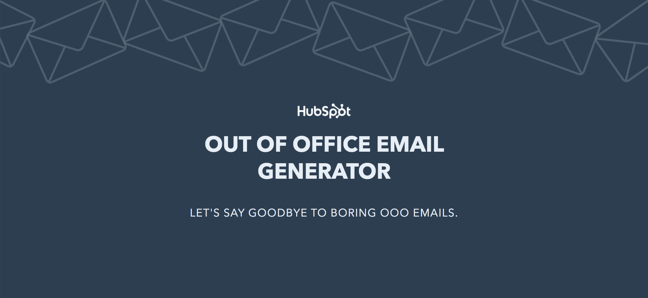 HubSpot
OUT OF OFFICE EMAIL
GENERATOR
LET'S SAY GOODBYE TO BORING OOO EMAILS.